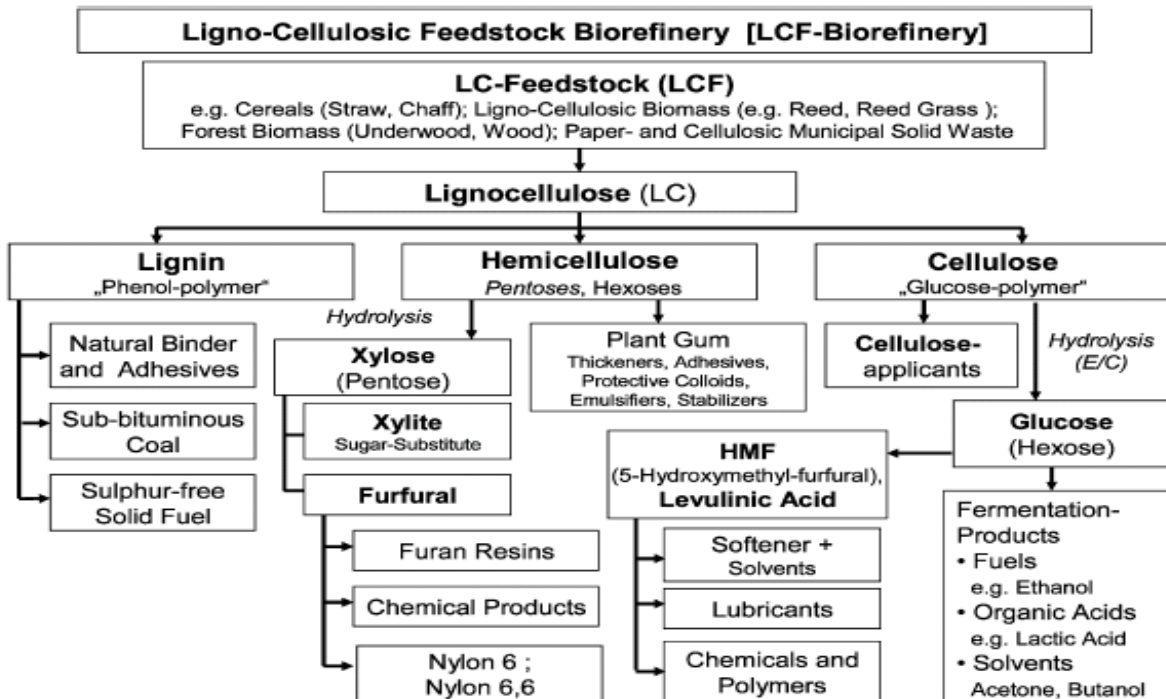 Ligno-Cellulosic Feedstock Biorefinery [LCF-Biorefinery]
LC-Feedstock (LCF)
e.g. Cereals (Straw, Chaff); Ligno-Cellulosic Biomass (e.g. Reed, Reed Grass );
Forest Biomass (Underwood, Wood); Paper- and Cellulosic Municipal Solid Waste
Lignocellulose (LC)
Lignin
„Phenol-polymer“
Hemicellulose
Pentoses, Hexoses
Cellulose
„Glucose-polymer“
Natural Binder
and Adhesives
Sub-bituminous
Coal
Sulphur-free
Solid Fuel
Hydrolysis
Xylose
(Pentose)
Xylite
Sugar-Substitute
Furfural
Furan Resins
Chemical Products
Nylon 6 ;
Nylon 6,6
Plant Gum
Thickeners, Adhesives,
Protective Colloids,
Emulsifiers, Stabilizers
Cellulose-
applicants
Hydrolysis
(E/C)
Glucose
(Hexose)
HMF
(5-Hydroxymethyl-furfural),
Levulinic Acid
Softener +
Solvents
Lubricants
Chemicals and
Polymers
Fermentation-
Products
• Fuels
e.g. Ethanol
• Organic Acids
e.g. Lactic Acid
• Solvents
Acetone, Butanol